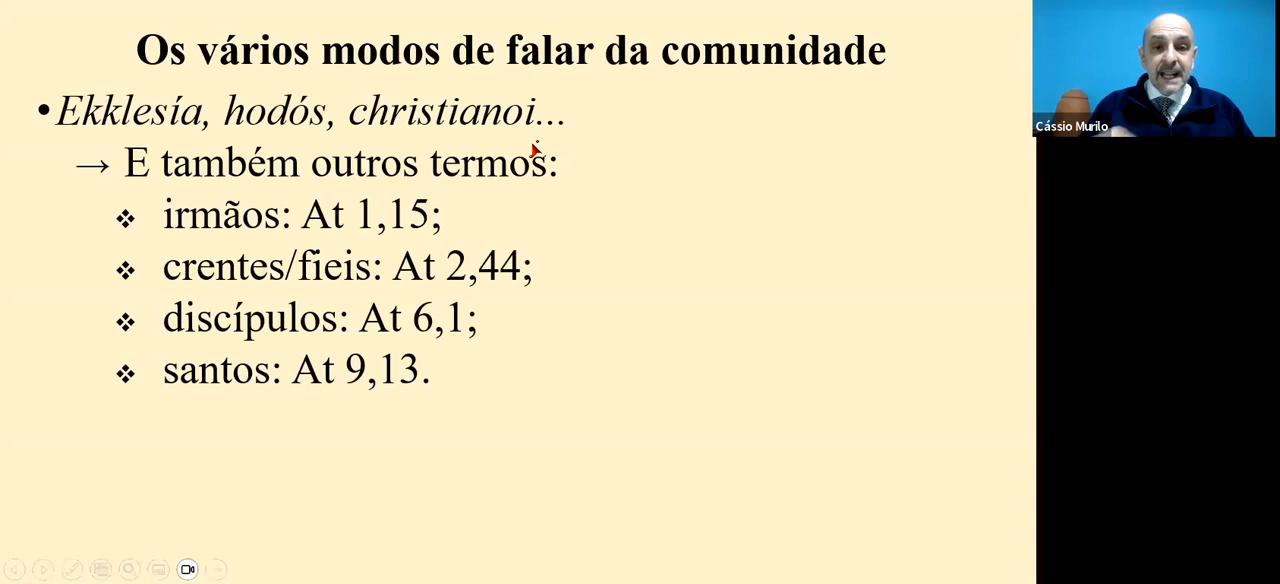 Os vários modos de falar da comunidade
•Ekklesía, hodós, christianoi...
→ E também outros termos:
❖ irmãos: At 1,15;
❖ crentes/fieis: At 2,44;
❖ discípulos: At 6,1;
❖ santos: At 9,13.
Cássio Murilo